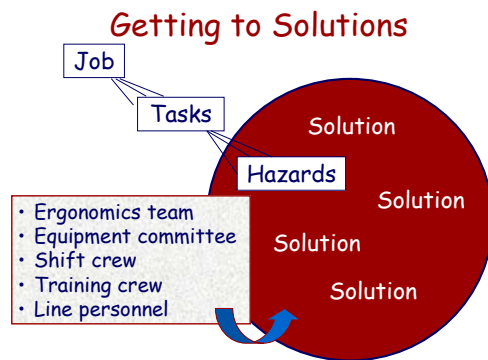 Getting to Solutions
Job
Tasks
Solution
Hazards
Solution
• Ergonomics team
• Equipment committee
• Shift crew
• Training crew
• Line personnel
Solution
Solution